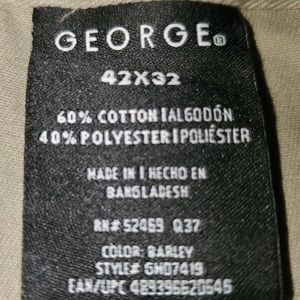 GEORGE®
42X32
60% COTTON|ALGODÓN
40% POLYESTER|POLIÉSTER
MADE IN | HECHO EN
BANGLADESH
RN# 52469 Q37
COLOR: BARLEY
STYLE# GM07419
EAN/UPC 489396620645